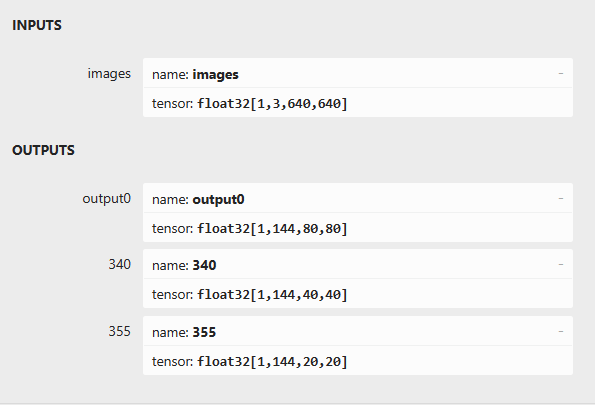 INPUTS
images
name: images
-
tensor: float32[1,3,640,640]
OUTPUTS
output0
name: output0
-
tensor: float32[1,144,80,80]
340
name: 340
-
tensor: float32[1,144,40,40]
355
name: 355
-
tensor: float32[1,144,20,20]